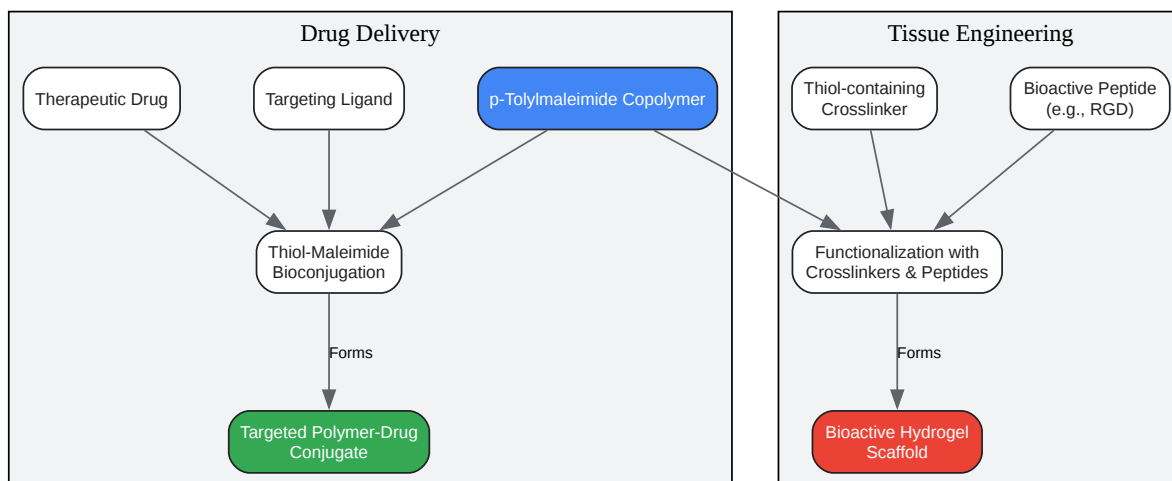 Drug Delivery
Tissue Engineering
Therapeutic Drug
Targeting Ligand
p-Tolylmaleimide Copolymer
Thiol-containing
Crosslinker
Bioactive Peptide
(e.g., RGD)
Thiol-Maleimide
Bioconjugation
Functionalization with
Crosslinkers & Peptides
Forms
Forms
Targeted Polymer-Drug
Conjugate
Bioactive Hydrogel
Scaffold